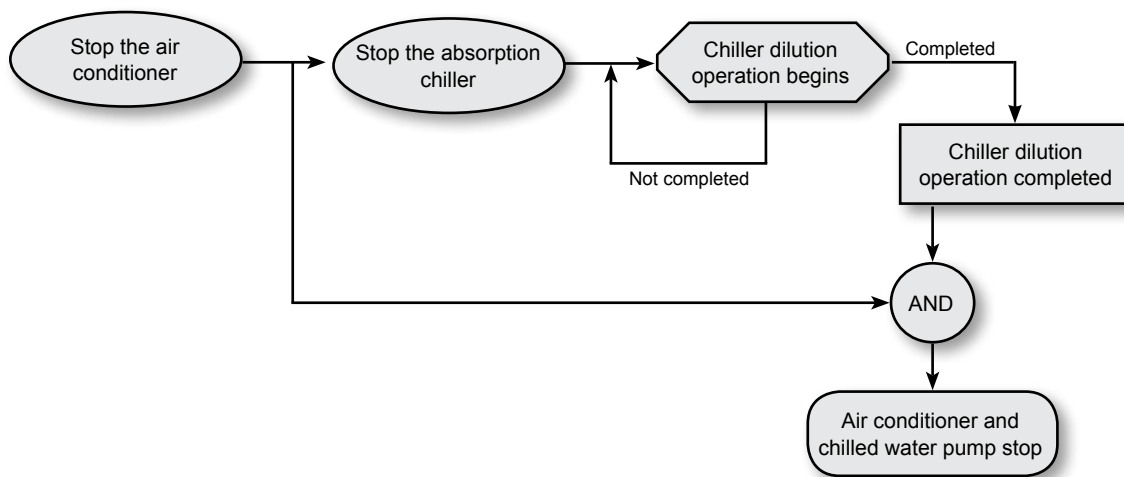 Stop the air
conditioner
Stop the absorption
chiller
Chiller dilution
operation begins
Completed
Not completed
Chiller dilution
operation completed
AND
Air conditioner and
chilled water pump stop